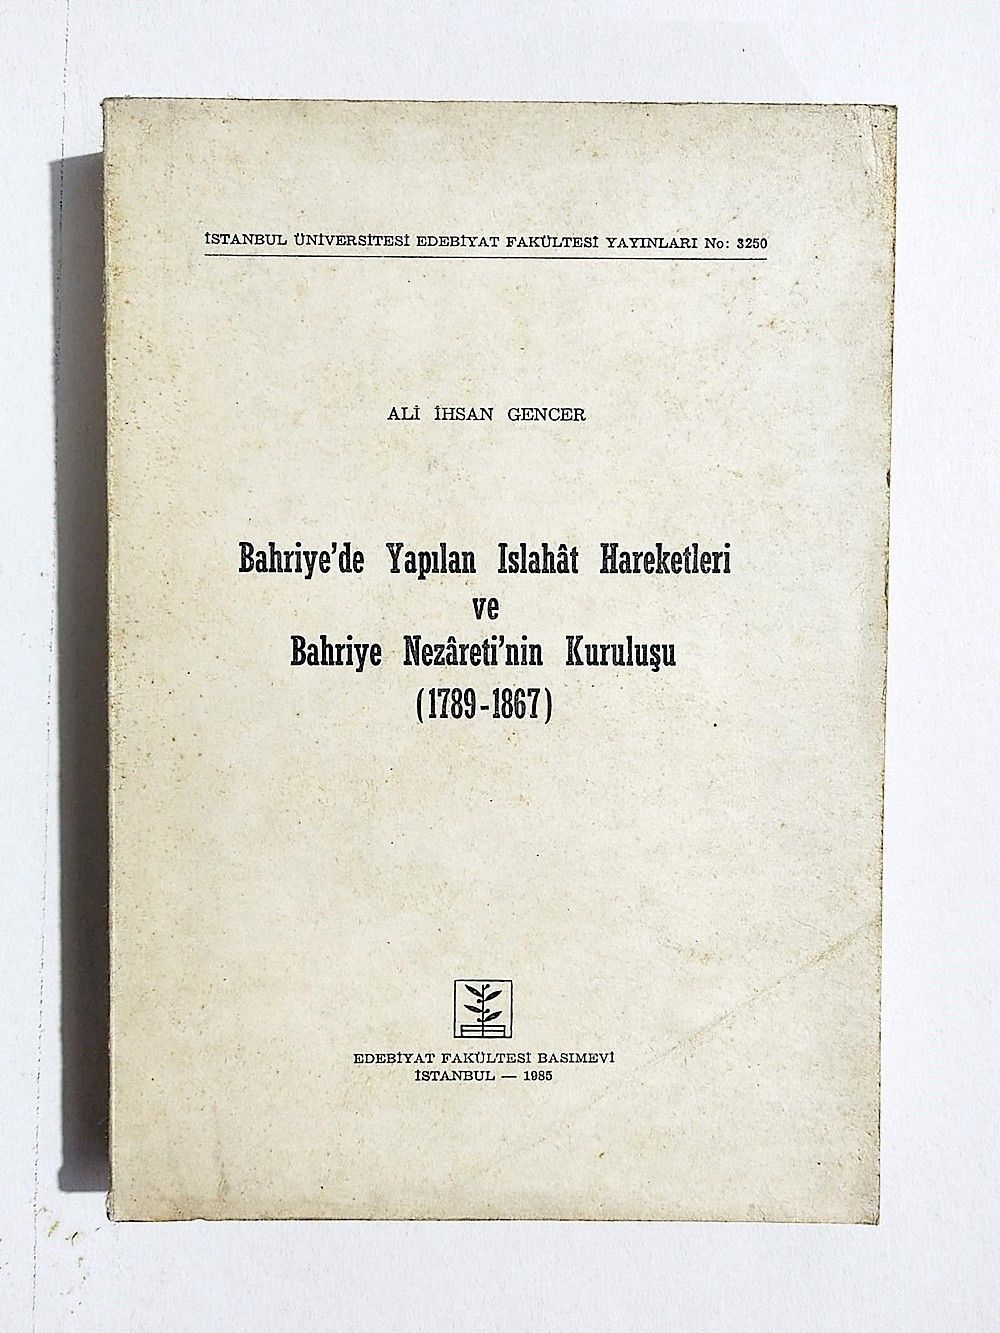 İSTANBUL ÜNİVERSİTESİ EDEBİYAT FAKÜLTESİ YAYINLARI No: 3250
ALİ İHSAN GENCER
Bahriye'de Yapılan Islahât Hareketleri
ve
Bahriye Nezâreti'nin Kuruluşu
(1789-1867)
EDEBİYAT FAKÜLTESİ BASIMEVİ
İSTANBUL — 1985